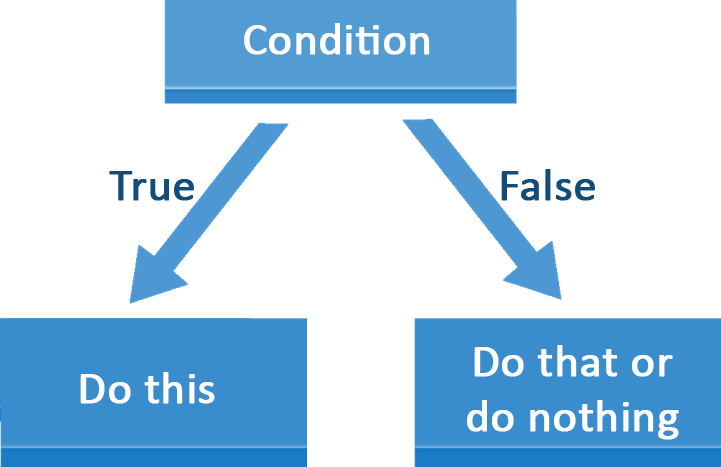 Condition
True
False
Do this
Do that or
do nothing